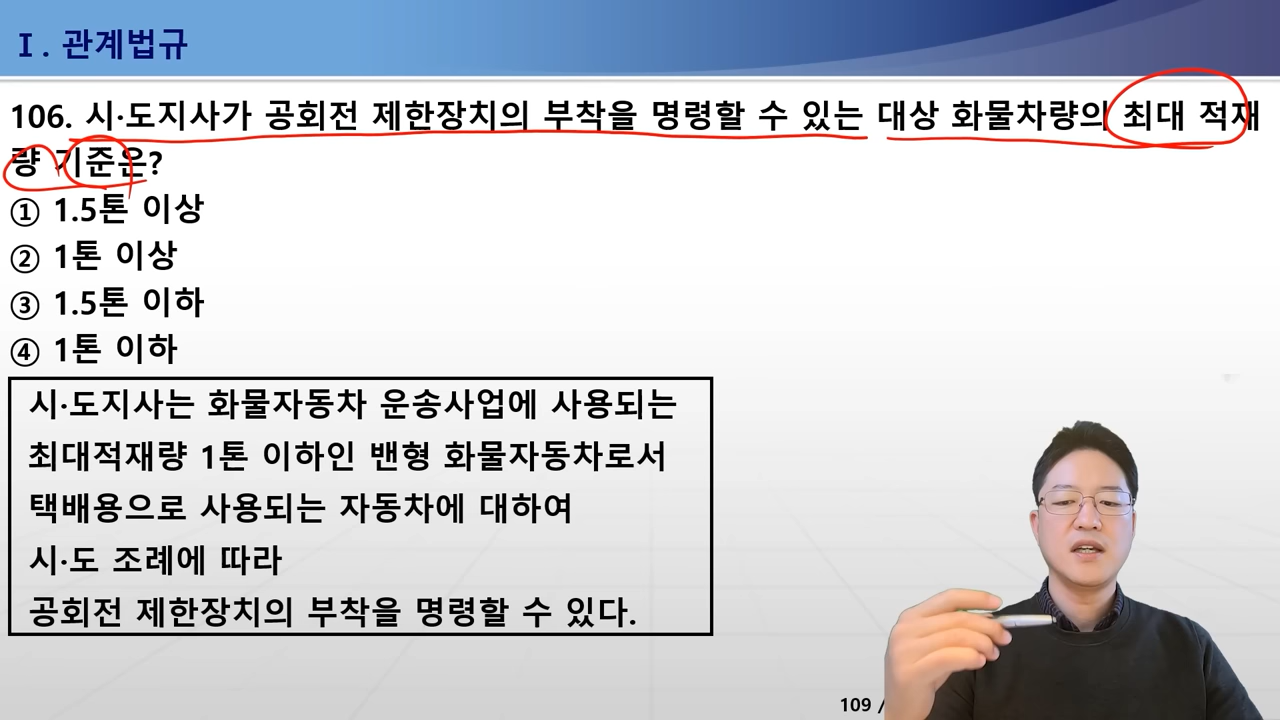 I. 관계법규
106. 시·도지사가 공회전 제한장치의 부착을 명령할 수 있는 대상 화물차량의 최대 적재
량 기준은?
① 1.5톤 이상
② 1톤 이상
③ 1.5톤 이하
④ 1톤 이하
시·도지사는 화물자동차 운송사업에 사용되는
최대적재량 1톤 이하인 밴형 화물자동차로서
택배용으로 사용되는 자동차에 대하여
시·도 조례에 따라
공회전 제한장치의 부착을 명령할 수 있다.
109 /